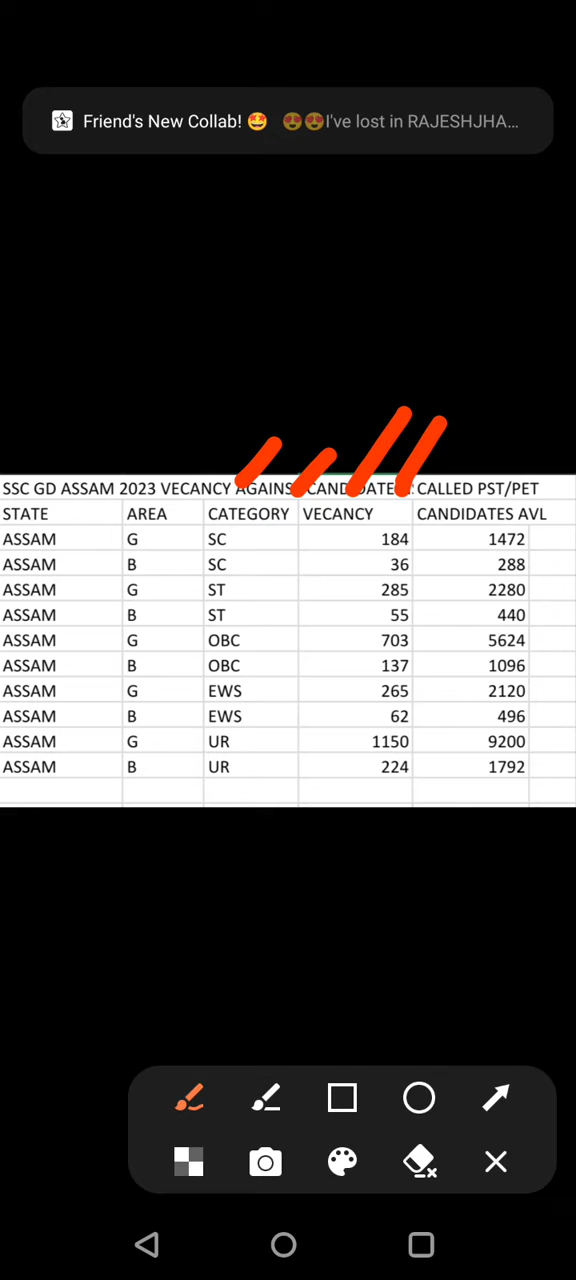 Friend's New Collab! 🤩 😍😍I've lost in RAJESHJHA...
SSC GD ASSAM 2023 VECANCY AGAINS CANDIDATE CALLED PST/PET
STATE AREA CATEGORY VECANCY CANDIDATES AVL
ASSAM G SC 184 1472
ASSAM B SC 36 288
ASSAM G ST 285 2280
ASSAM B ST 55 440
ASSAM G OBC 703 5624
ASSAM B OBC 137 1096
ASSAM G EWS 265 2120
ASSAM B EWS 62 496
ASSAM G UR 1150 9200
ASSAM B UR 224 1792